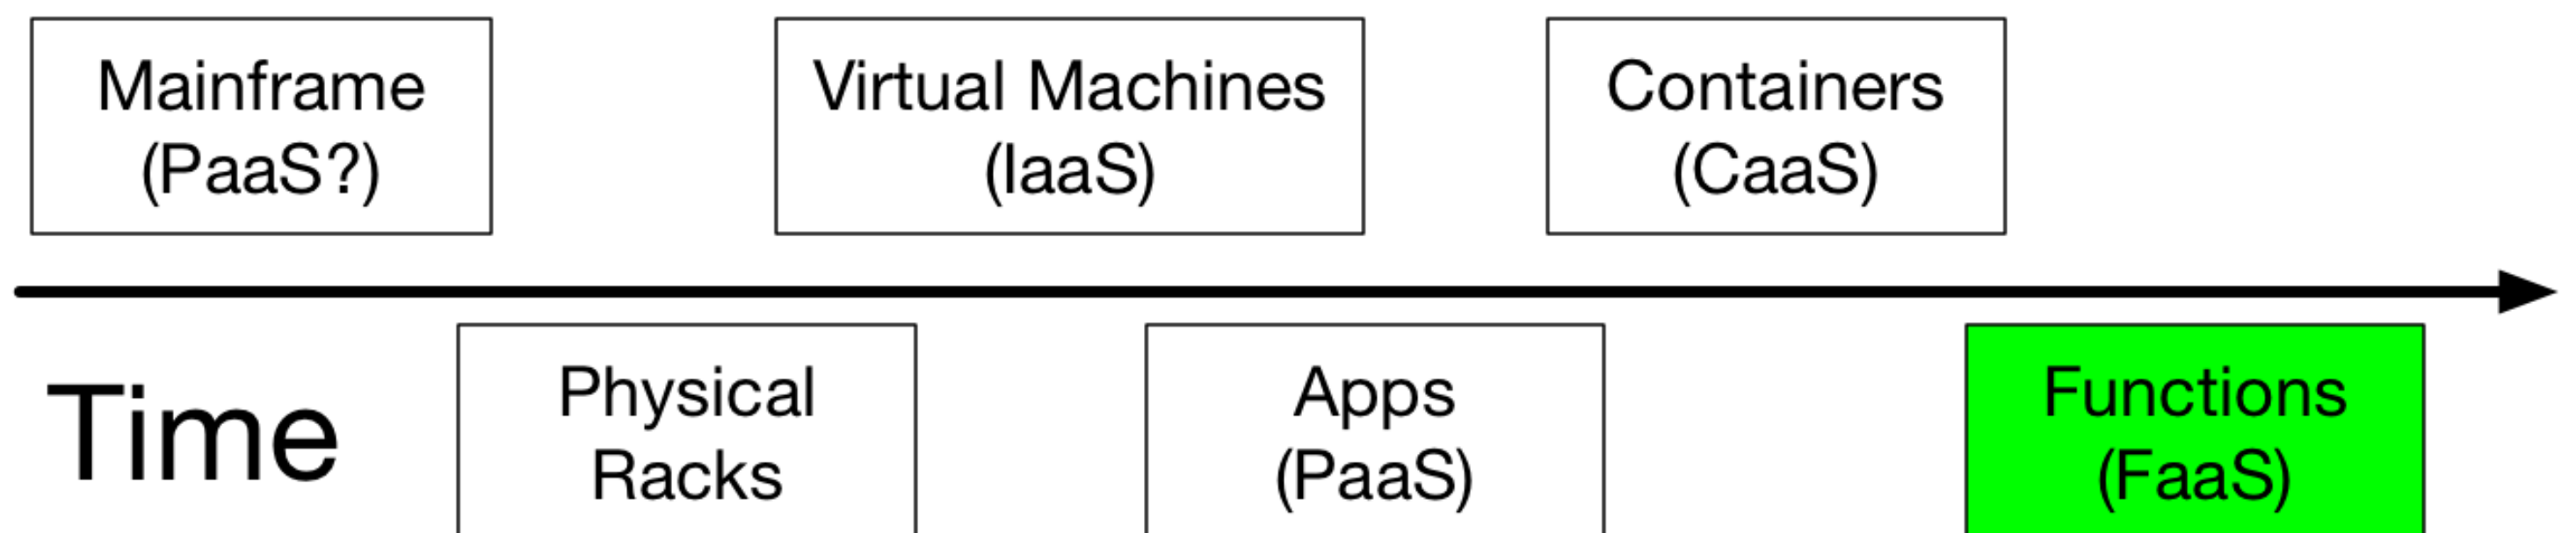 Mainframe
(PaaS?)
Virtual Machines
(IaaS)
Containers
(CaaS)
Time
Physical
Racks
Apps
(PaaS)
Functions
(FaaS)